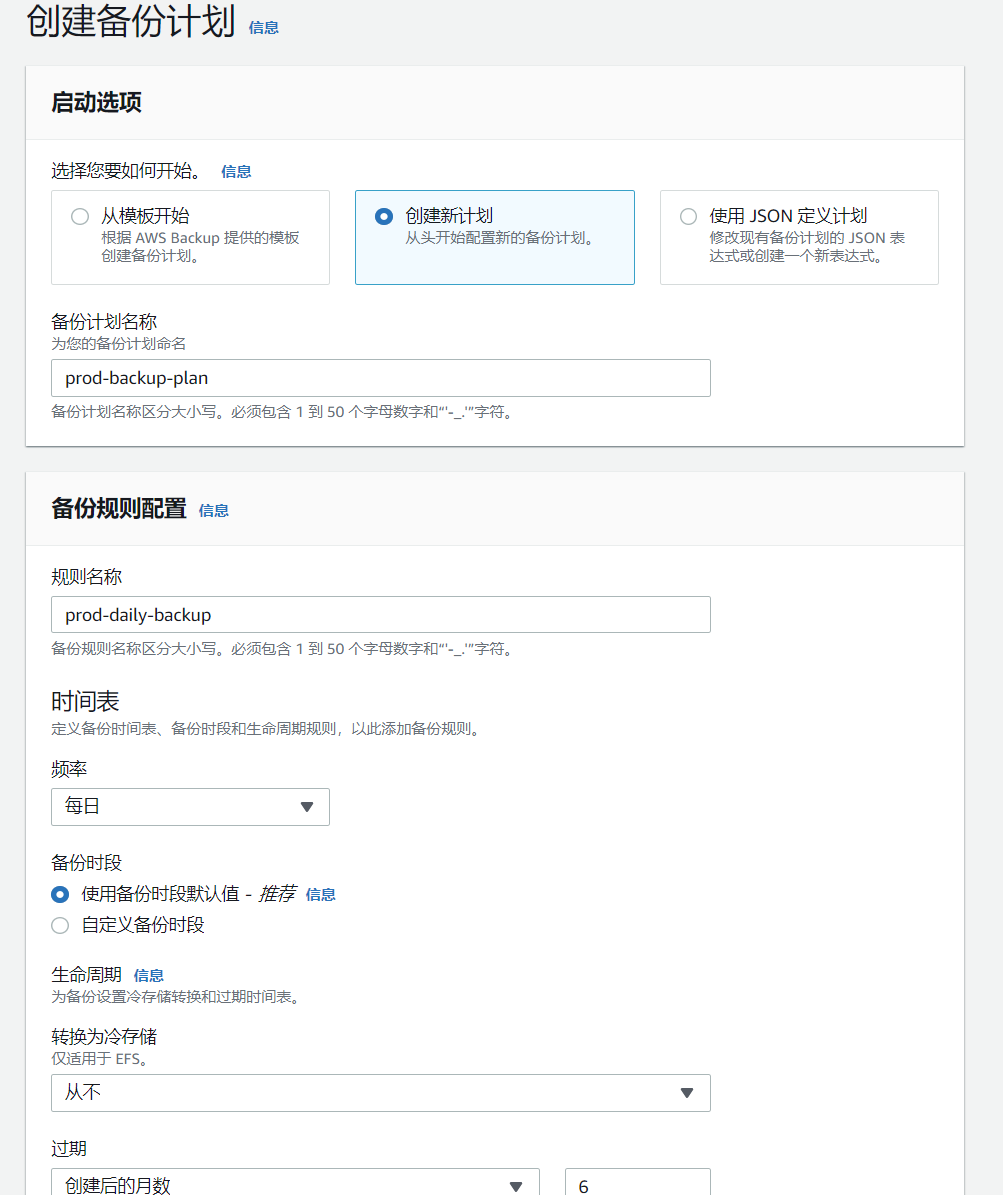 创建备份计划 信息
启动选项
选择您要如何开始。 信息
从模板开始
根据 AWS Backup 提供的模板
创建备份计划。
创建新计划
从头开始配置新的备份计划。
使用 JSON 定义计划
修改现有备份计划的 JSON 表
达式或创建一个新表达式。
备份计划名称
为您的备份计划命名
prod-backup-plan
备份计划名称区分大小写。必须包含 1 到 50 个字母数字和“'-_.'”字符。
备份规则配置 信息
规则名称
prod-daily-backup
备份规则名称区分大小写。必须包含 1 到 50 个字母数字和“'-_.'”字符。
时间表
定义备份时间表、备份时段和生命周期规则，以此添加备份规则。
频率
每日
备份时段
使用备份时段默认值 - 推荐 信息
自定义备份时段
生命周期 信息
为备份设置冷存储转换和过期时间表。
转换为冷存储
仅适用于 EFS。
从不
过期
创建后的月数 6